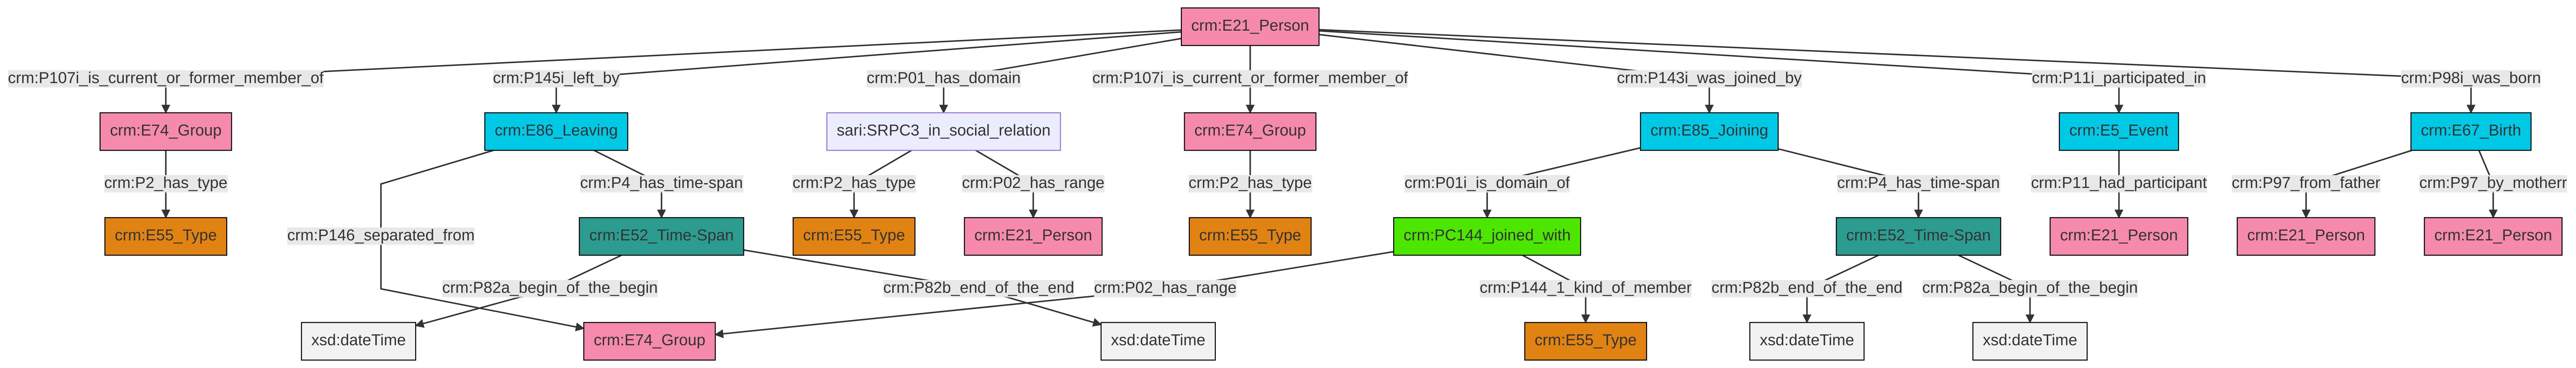 crm:E21_Person
crm:P107i_is_current_or_former_member_of
crm:P145i_left_by
crm:P01_has_domain
crm:P107i_is_current_or_former_member_of
crm:P143i_was_joined_by
crm:P11i_participated_in
crm:P98i_was_born
crm:E74_Group
crm:E86_Leaving
sari:SRPC3_in_social_relation
crm:E74_Group
crm:E85_Joining
crm:E5_Event
crm:E67_Birth
crm:P2_has_type
crm:P4_has_time-span
crm:P2_has_type
crm:P02_has_range
crm:P2_has_type
crm:P01i_is_domain_of
crm:P4_has_time-span
crm:P11_had_participant
crm:P97_from_father
crm:P97_by_motherr
crm:E55_Type
crm:P146_separated_from
crm:E52_Time-Span
crm:E55_Type
crm:E21_Person
crm:E55_Type
crm:PC144_joined_with
crm:E52_Time-Span
crm:E21_Person
crm:E21_Person
crm:E21_Person
crm:P82a_begin_of_the_begin
crm:P82b_end_of_the_end
crm:P02_has_range
crm:P144_1_kind_of_member
crm:P82b_end_of_the_end
crm:P82a_begin_of_the_begin
xsd:dateTime
crm:E74_Group
xsd:dateTime
crm:E55_Type
xsd:dateTime
xsd:dateTime